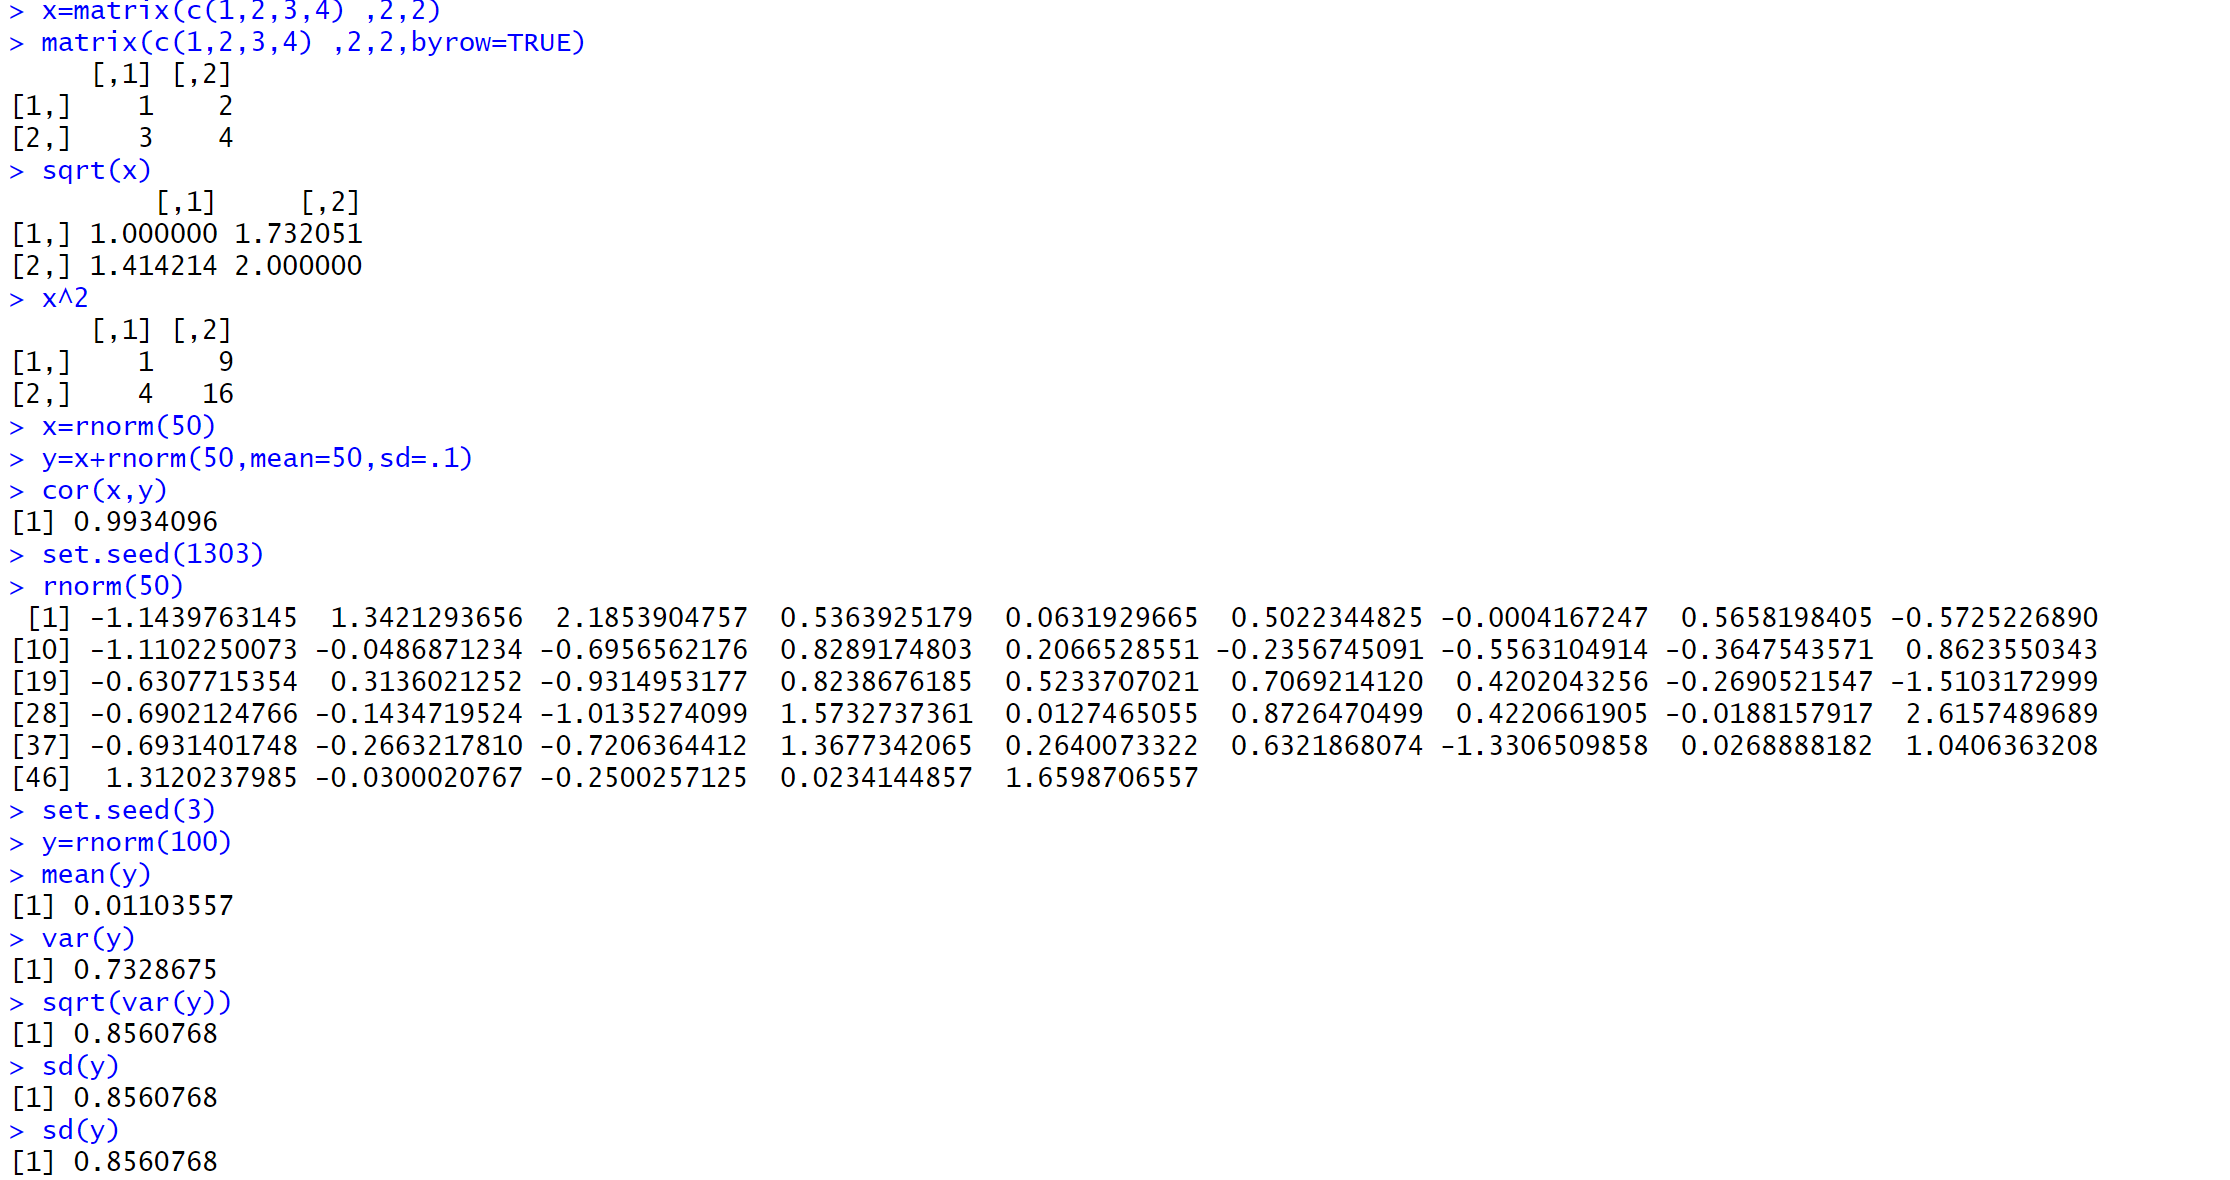 > x=matrix(c(1,2,3,4) ,2,2)
> matrix(c(1,2,3,4) ,2,2,byrow=TRUE)
     [,1] [,2]
[1,]    1    2
[2,]    3    4
> sqrt(x)
         [,1]     [,2]
[1,] 1.000000 1.732051
[2,] 1.414214 2.000000
> x^2
     [,1] [,2]
[1,]    1    9
[2,]    4   16
> x=rnorm(50)
> y=x+rnorm(50,mean=50,sd=.1)
> cor(x,y)
[1] 0.9934096
> set.seed(1303)
> rnorm(50)
 [1] -1.1439763145  1.3421293656  2.1853904757  0.5363925179  0.0631929665  0.5022344825 -0.0004167247  0.5658198405 -0.5725226890
[10] -1.1102250073 -0.0486871234 -0.6956562176  0.8289174803  0.2066528551 -0.2356745091 -0.5563104914 -0.3647543571  0.8623550343
[19] -0.6307715354  0.3136021252 -0.9314953177  0.8238676185  0.5233707021  0.7069214120  0.4202043256 -0.2690521547 -1.5103172999
[28] -0.6902124766 -0.1434719524 -1.0135274099  1.5732737361  0.0127465055  0.8726470499  0.4220661905 -0.0188157917  2.6157489689
[37] -0.6931401748 -0.2663217810 -0.7206364412  1.3677342065  0.2640073322  0.6321868074 -1.3306509858  0.0268888182  1.0406363208
[46]  1.3120237985 -0.0300020767 -0.2500257125  0.0234144857  1.6598706557
> set.seed(3)
> y=rnorm(100)
> mean(y)
[1] 0.01103557
> var(y)
[1] 0.7328675
> sqrt(var(y))
[1] 0.8560768
> sd(y)
[1] 0.8560768
> sd(y)
[1] 0.8560768